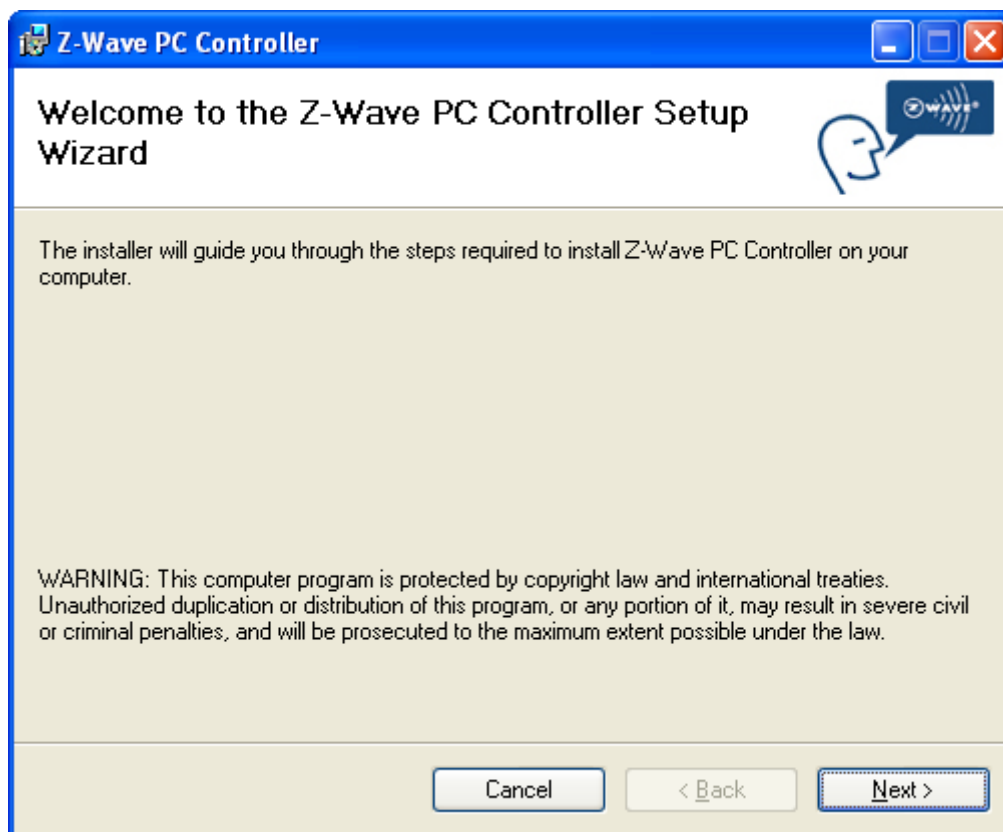 Z-Wave PC Controller
Welcome to the Z-Wave PC Controller Setup
Wizard
Z WAVE®
The installer will guide you through the steps required to install Z-Wave PC Controller on your
computer.
WARNING: This computer program is protected by copyright law and international treaties.
Unauthorized duplication or distribution of this program, or any portion of it, may result in severe civil
or criminal penalties, and will be prosecuted to the maximum extent possible under the law.
Cancel
< Back
Next >